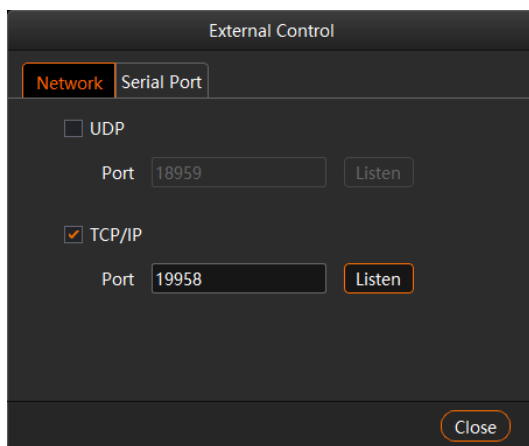 External Control
Network Serial Port
UDP
Port 18959 Listen
TCP/IP
Port 19958 Listen
Close